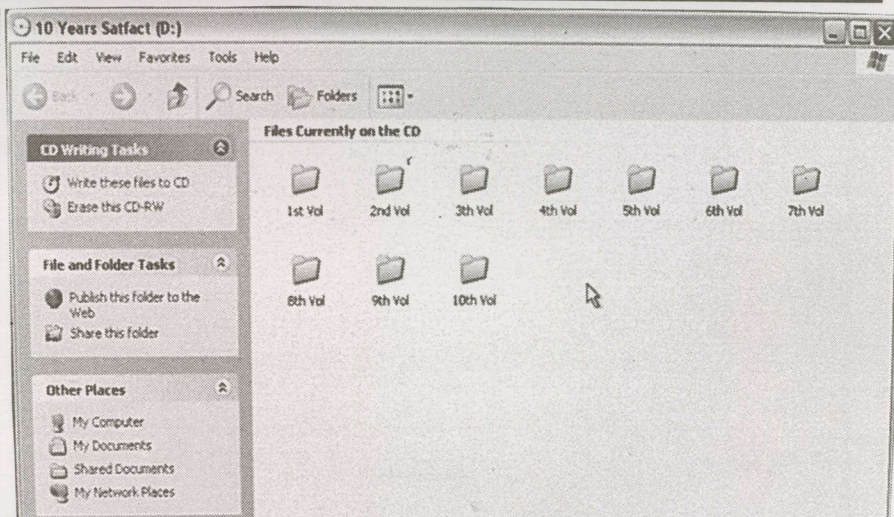 10 Years Satfact (D:)
File Edit View Favorites Tools Help
Back Search Folders
Files Currently on the CD
CD Writing Tasks
Write these files to CD
Erase this CD-RW
File and Folder Tasks
Publish this folder to the
Web
Share this folder
Other Places
My Computer
My Documents
Shared Documents
My Network Places
1st Vol 2nd Vol 3th Vol 4th Vol 5th Vol 6th Vol 7th Vol
8th Vol 9th Vol 10th Vol